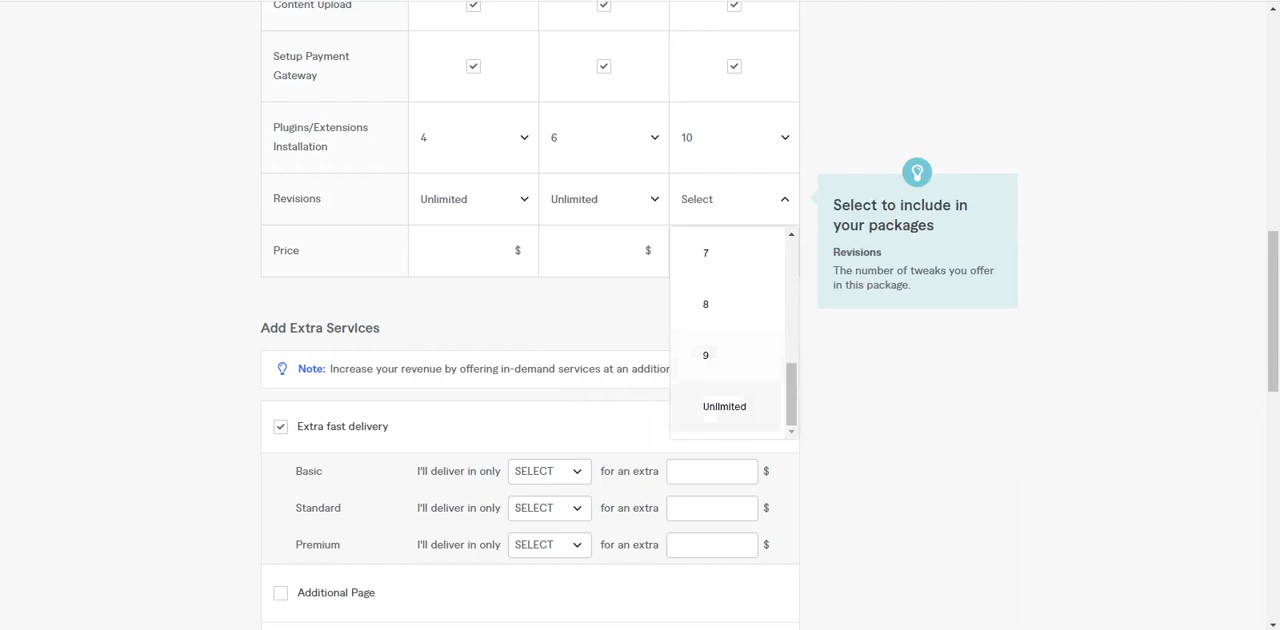 Content Upload
Setup Payment
Gateway
Plugins/Extensions
Installation
4
6
10
Revisions
Unlimited
Unlimited
Select
Price
$
$
7
8
9
Unlimited
Select to include in
your packages
Revisions
The number of tweaks you offer
in this package.
Add Extra Services
Note: Increase your revenue by offering in-demand services at an addition
Extra fast delivery
Basic
I'll deliver in only
SELECT
for an extra
$
Standard
I'll deliver in only
SELECT
for an extra
$
Premium
I'll deliver in only
SELECT
for an extra
$
Additional Page